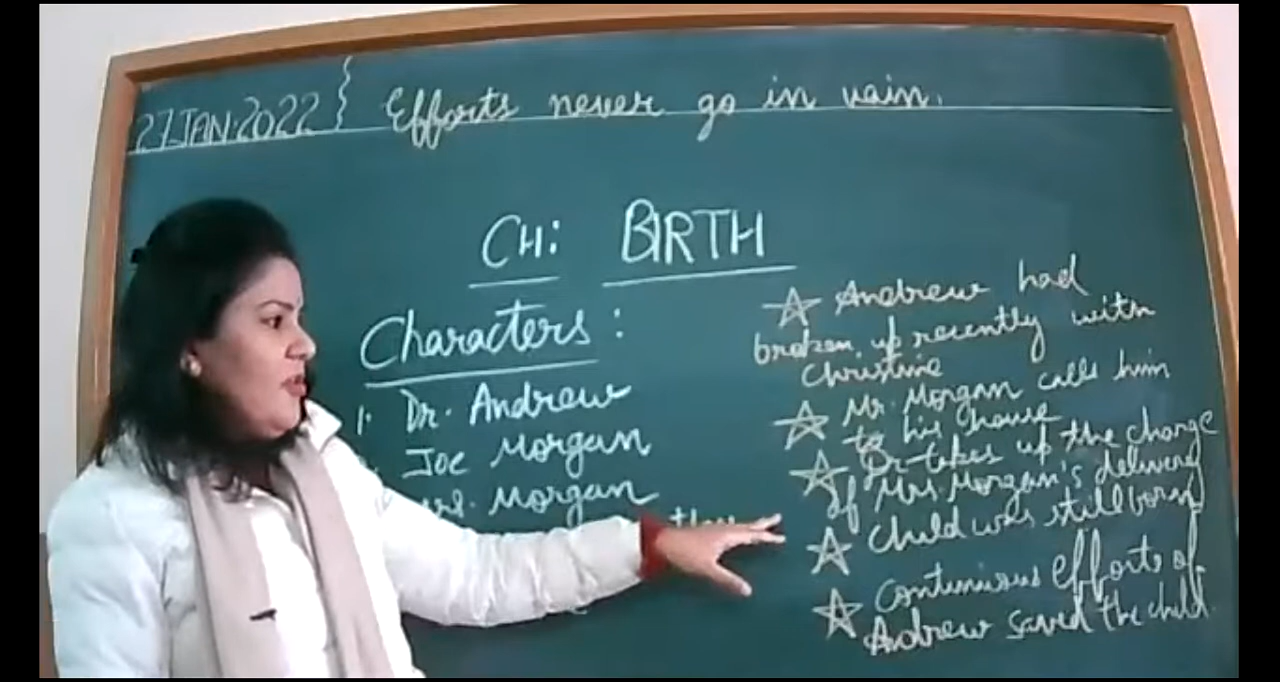 27.JAN.2022 } Efforts never go in vain.
CH: BIRTH
Characters :
1. Dr. Andrew
Joe Morgan
Mrs. Morgan
☆ Andrew had
broken up recently with
Christine
☆ Mr. Morgan calls him
to his house
☆ Dr takes up the charge
of Mrs. Morgan's delivery
☆ Child was still born
☆ Continious efforts of
Andrew saved the child